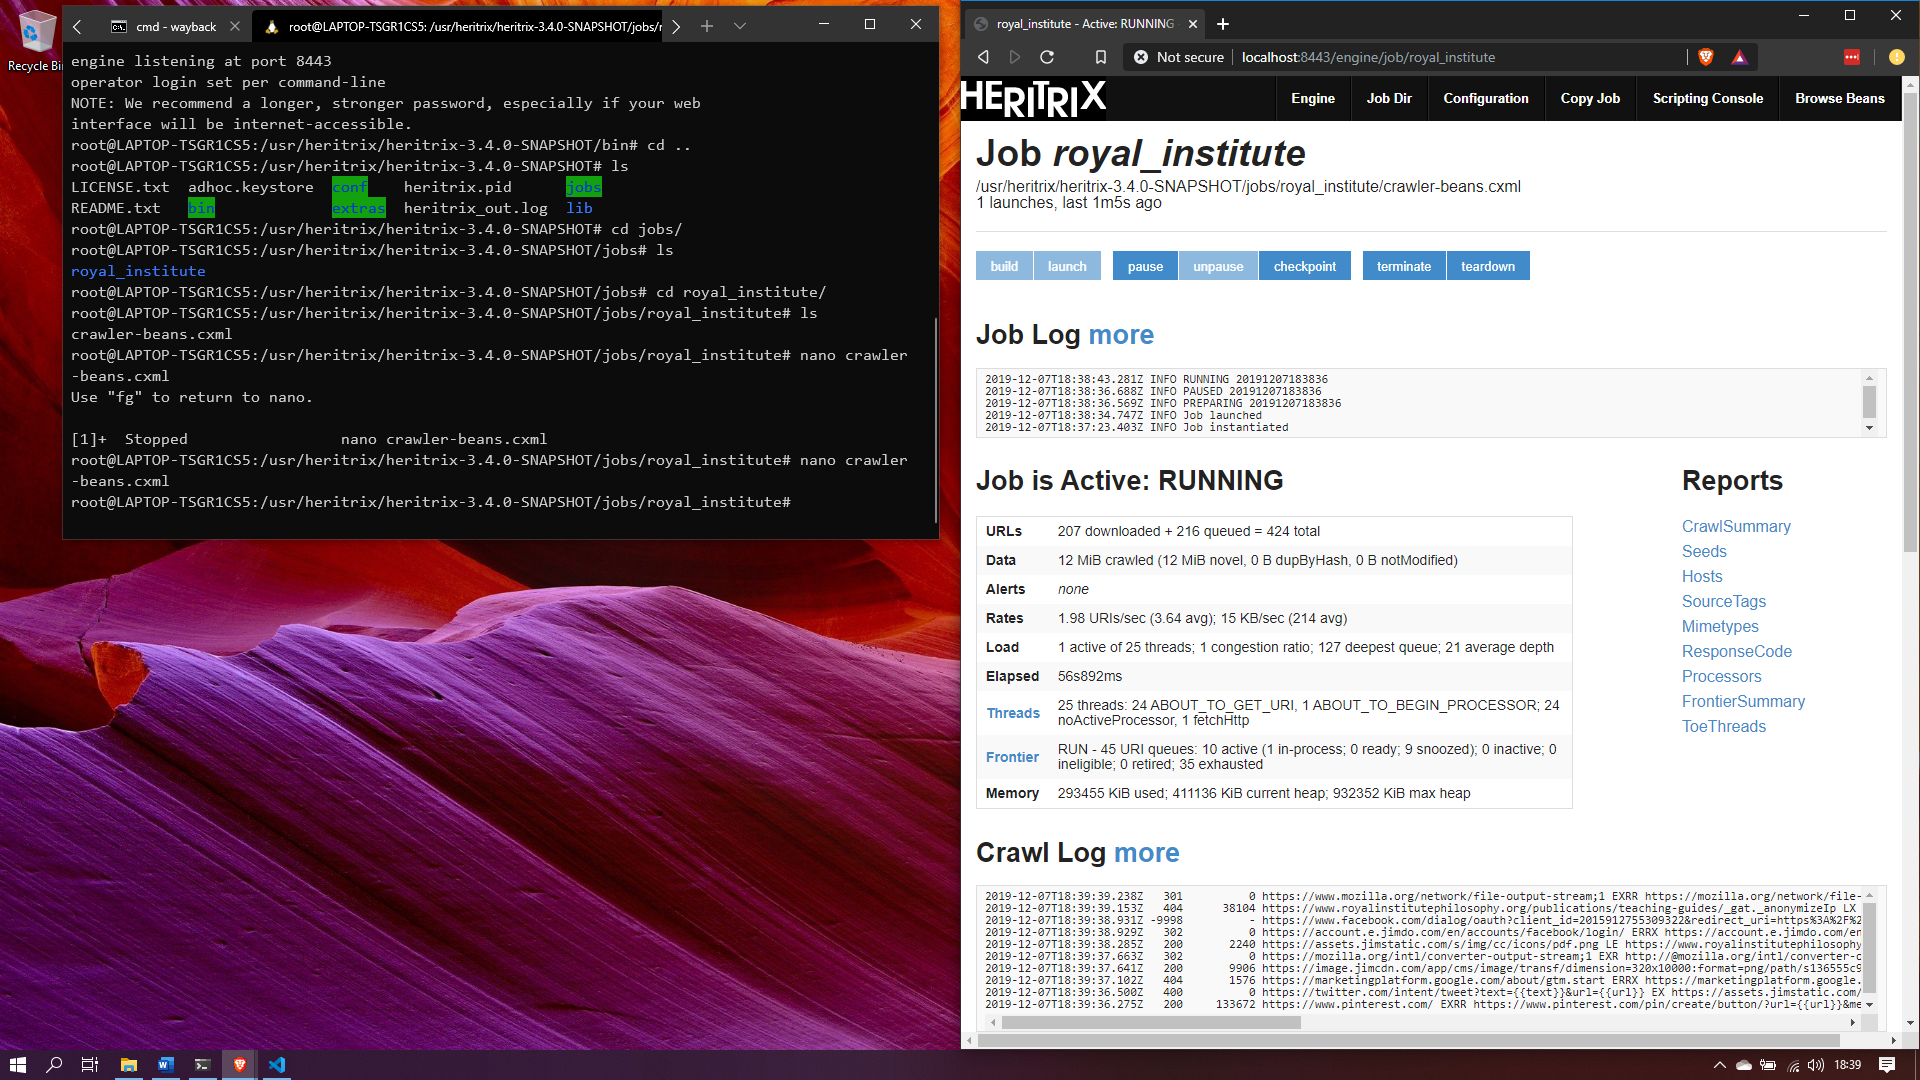 Recycle Bi
cmd - wayback
root@LAPTOP-TSGR1CS5: /usr/heritrix/heritrix-3.4.0-SNAPSHOT/jobs/r
engine listening at port 8443
operator login set per command-line
NOTE: We recommend a longer, stronger password, especially if your web
interface will be internet-accessible.
root@LAPTOP-TSGR1CS5:/usr/heritrix/heritrix-3.4.0-SNAPSHOT/bin# cd ..
root@LAPTOP-TSGR1CS5:/usr/heritrix/heritrix-3.4.0-SNAPSHOT# ls
LICENSE.txt adhoc.keystore conf heritrix.pid jobs
README.txt bin extras heritrix_out.log lib
root@LAPTOP-TSGR1CS5:/usr/heritrix/heritrix-3.4.0-SNAPSHOT# cd jobs/
root@LAPTOP-TSGR1CS5:/usr/heritrix/heritrix-3.4.0-SNAPSHOT/jobs# ls
royal_institute
root@LAPTOP-TSGR1CS5:/usr/heritrix/heritrix-3.4.0-SNAPSHOT/jobs# cd royal_institute/
root@LAPTOP-TSGR1CS5:/usr/heritrix/heritrix-3.4.0-SNAPSHOT/jobs/royal_institute# ls
crawler-beans.cxml
root@LAPTOP-TSGR1CS5:/usr/heritrix/heritrix-3.4.0-SNAPSHOT/jobs/royal_institute# nano crawler
-beans.cxml
Use "fg" to return to nano.
[1]+ Stopped nano crawler-beans.cxml
root@LAPTOP-TSGR1CS5:/usr/heritrix/heritrix-3.4.0-SNAPSHOT/jobs/royal_institute# nano crawler
-beans.cxml
root@LAPTOP-TSGR1CS5:/usr/heritrix/heritrix-3.4.0-SNAPSHOT/jobs/royal_institute#
royal_institute - Active: RUNNING
Not secure localhost:8443/engine/job/royal_institute
HERITRIX Engine Job Dir Configuration Copy Job Scripting Console Browse Beans
Job royal_institute
/usr/heritrix/heritrix-3.4.0-SNAPSHOT/jobs/royal_institute/crawler-beans.cxml
1 launches, last 1m5s ago
build launch pause unpause checkpoint terminate teardown
Job Log more
2019-12-07T18:38:43.281Z INFO RUNNING 20191207183836
2019-12-07T18:38:36.688Z INFO PAUSED 20191207183836
2019-12-07T18:38:36.569Z INFO PREPARING 20191207183836
2019-12-07T18:38:34.747Z INFO Job launched
2019-12-07T18:37:23.403Z INFO Job instantiated
Job is Active: RUNNING
URLs 207 downloaded + 216 queued = 424 total
Data 12 MiB crawled (12 MiB novel, 0 B dupByHash, 0 B notModified)
Alerts none
Rates 1.98 URIs/sec (3.64 avg); 15 KB/sec (214 avg)
Load 1 active of 25 threads; 1 congestion ratio; 127 deepest queue; 21 average depth
Elapsed 56s892ms
Threads 25 threads: 24 ABOUT_TO_GET_URI, 1 ABOUT_TO_BEGIN_PROCESSOR; 24
noActiveProcessor, 1 fetchHttp
Frontier RUN - 45 URI queues: 10 active (1 in-process; 0 ready; 9 snoozed); 0 inactive; 0
ineligible; 0 retired; 35 exhausted
Memory 293455 KiB used; 411136 KiB current heap; 932352 KiB max heap
Reports
CrawlSummary
Seeds
Hosts
SourceTags
Mimetypes
ResponseCode
Processors
FrontierSummary
ToeThreads
Crawl Log more
2019-12-07T18:39:39.238Z 301 0 https://www.mozilla.org/network/file-output-stream;1 EXRR https://mozilla.org/network/file-
2019-12-07T18:39:39.153Z 404 38104 https://www.royalinstitutephilosophy.org/publications/teaching-guides/_gat._anonymizeIp LX
2019-12-07T18:39:38.931Z -9998 - https://www.facebook.com/dialog/oauth?client_id=2015912755309322&redirect_uri=https%3A%2F%2
2019-12-07T18:39:38.929Z 302 0 https://account.e.jimdo.com/en/accounts/facebook/login/ ERRX https://account.e.jimdo.com/en
2019-12-07T18:39:38.285Z 200 2240 https://assets.jimstatic.com/s/img/cc/icons/pdf.png LE https://www.royalinstitutephilosophy
2019-12-07T18:39:37.663Z 302 0 https://mozilla.org/intl/converter-output-stream;1 EXR http://@mozilla.org/intl/converter-o
2019-12-07T18:39:37.641Z 200 9906 https://image.jimcdn.com/app/cms/image/transf/dimension=320x10000:format=png/path/s136555c9
2019-12-07T18:39:37.102Z 404 1576 https://marketingplatform.google.com/about/gtm.start ERRX https://marketingplatform.google.
2019-12-07T18:39:36.500Z 400 0 https://twitter.com/intent/tweet?text={{text}}&url={{url}} EX https://assets.jimstatic.com/
2019-12-07T18:39:36.275Z 200 133672 https://www.pinterest.com/ EXRR https://www.pinterest.com/pin/create/button/?url={{url}}&me
18:39